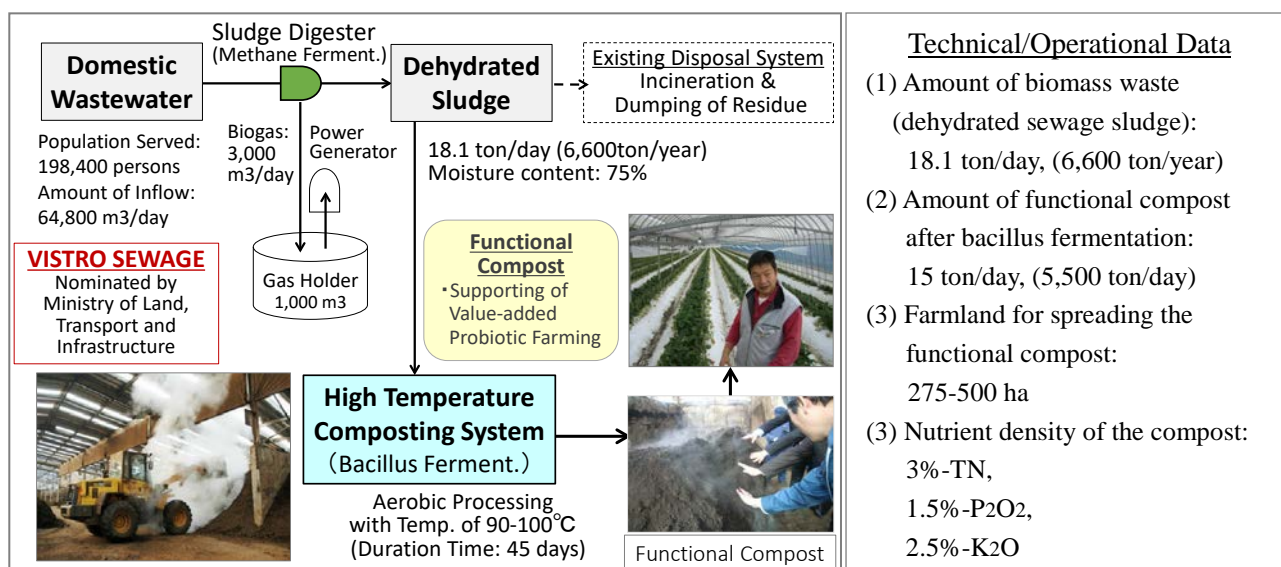 Sludge Digester
(Methane Ferment.)
Domestic
Wastewater
Dehydrated
Sludge
Existing Disposal System
Incineration &
Dumping of Residue
Population Served:
198,400 persons
Amount of Inflow:
64,800 m3/day
Biogas:
3,000
m3/day
Power
Generator
18.1 ton/day (6,600ton/year)
Moisture content: 75%
VISTRO SEWAGE
Nominated by
Ministry of Land,
Transport and
Infrastructure
Gas Holder
1,000 m3
Functional
Compost
・Supporting of
Value-added
Probiotic Farming
High Temperature
Composting System
（Bacillus Ferment.）
Aerobic Processing
with Temp. of 90-100℃
(Duration Time: 45 days)
Functional Compost
Technical/Operational Data
(1) Amount of biomass waste
(dehydrated sewage sludge):
18.1 ton/day, (6,600 ton/year)
(2) Amount of functional compost
after bacillus fermentation:
15 ton/day, (5,500 ton/day)
(3) Farmland for spreading the
functional compost:
275-500 ha
(3) Nutrient density of the compost:
3%-TN,
1.5%-P2O2,
2.5%-K2O